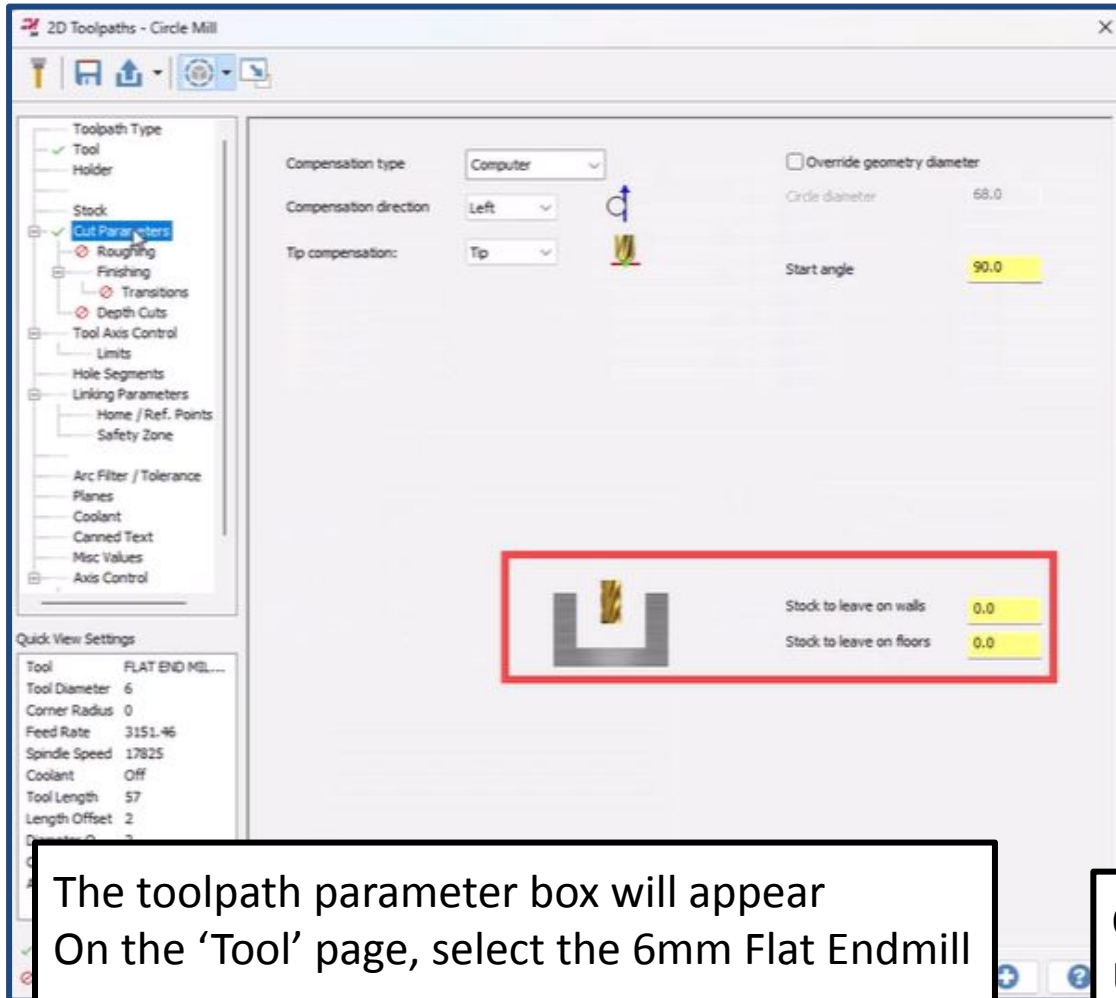 2D Toolpaths - Circle Mill
Toolpath Type
Tool
Holder
Stock
Cut Parameters
Roughing
Finishing
Transitions
Depth Cuts
Tool Axis Control
Limits
Hole Segments
Linking Parameters
Home / Ref. Points
Safety Zone
Arc Filter / Tolerance
Planes
Coolant
Canned Text
Misc Values
Axis Control
Compensation type Computer
Compensation direction Left
Tip compensation: Tip
Override geometry diameter
Circle diameter 68.0
Start angle 90.0
Stock to leave on walls 0.0
Stock to leave on floors 0.0
Quick View Settings
Tool FLAT END MIL....
Tool Diameter 6
Corner Radius 0
Feed Rate 3151.46
Spindle Speed 17825
Coolant Off
Tool Length 57
Length Offset 2
The toolpath parameter box will appear
On the ‘Tool’ page, select the 6mm Flat Endmill